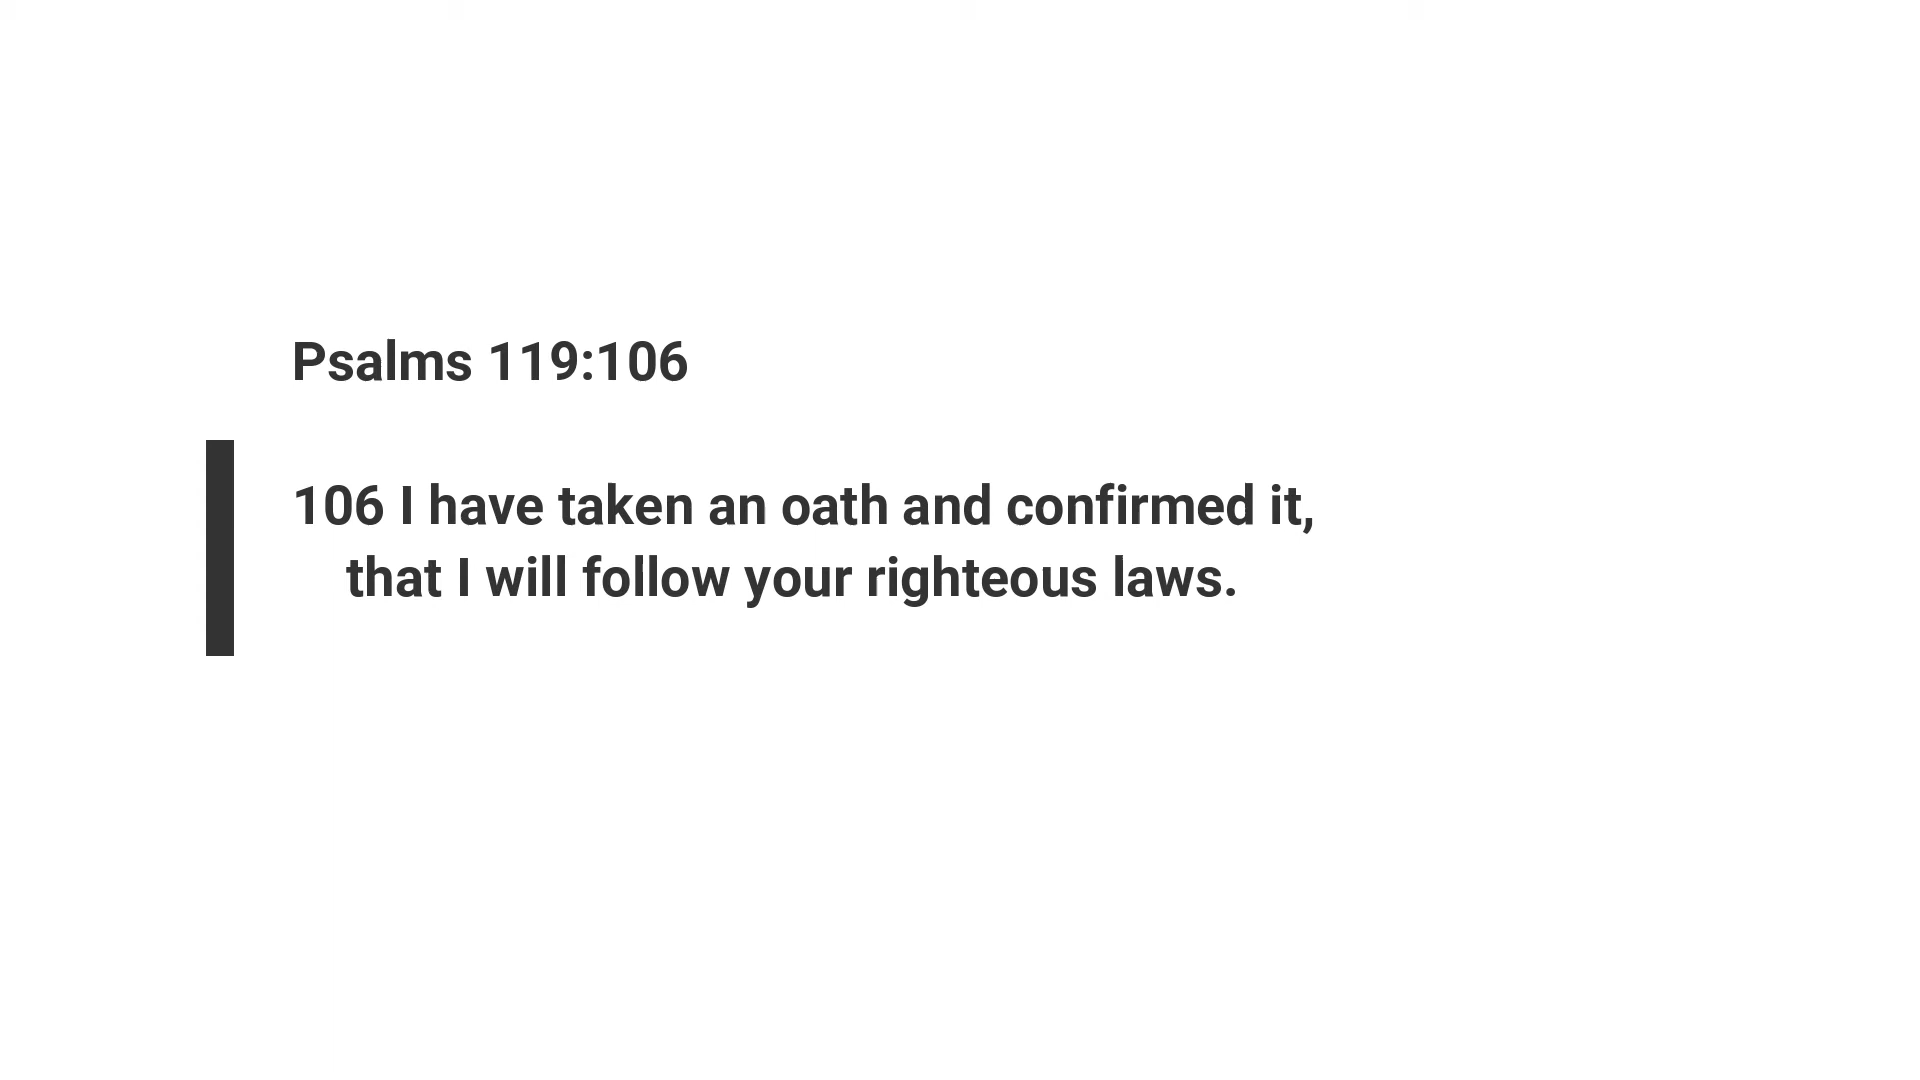 Psalms 119:106
106 I have taken an oath and confirmed it,
that I will follow your righteous laws.